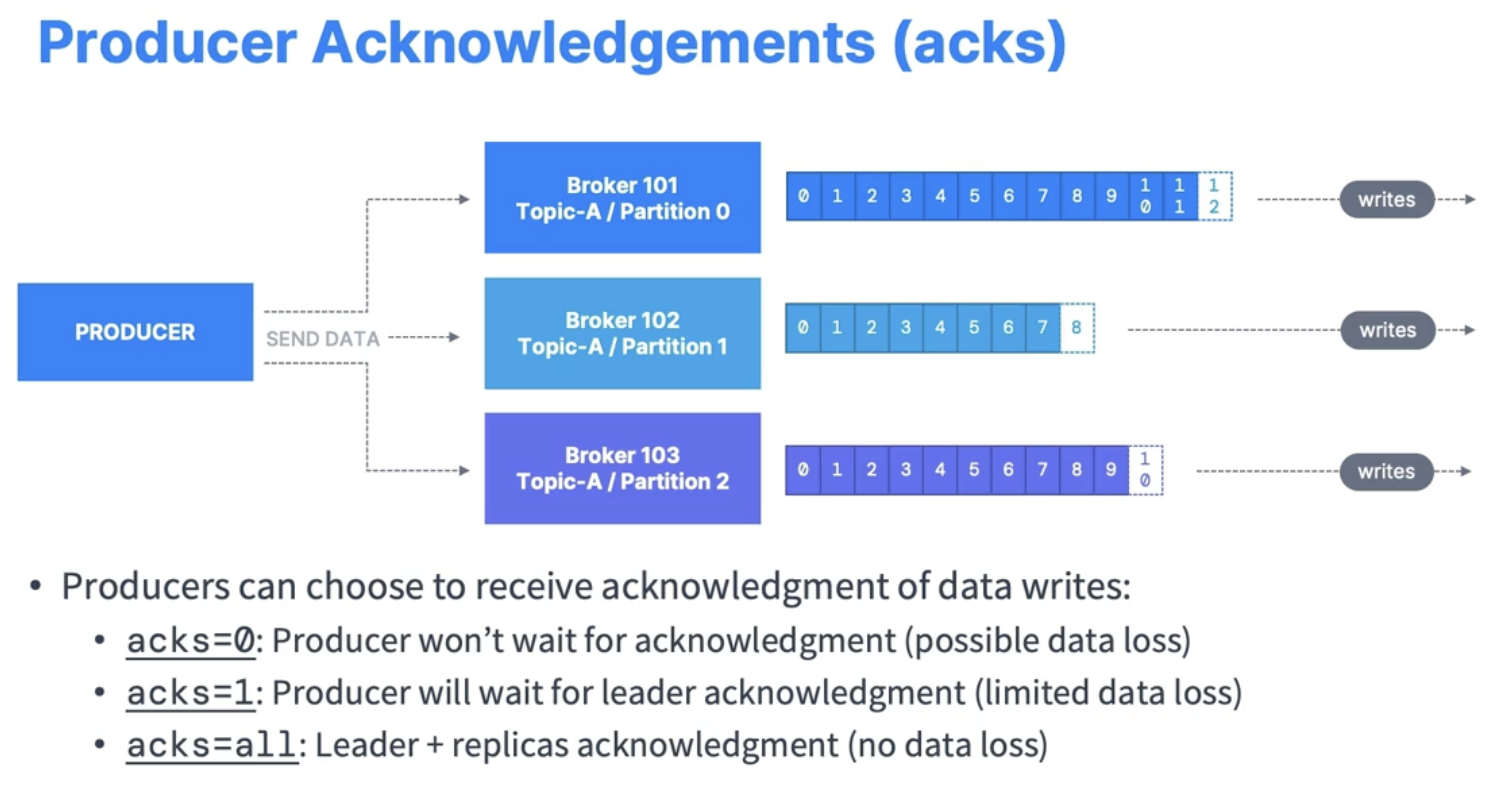 Producer Acknowledgements (acks)
Broker 101
Topic-A / Partition 0
0 1 2 3 4 5 6 7 8 9 10 11 12
writes
PRODUCER
SEND DATA
Broker 102
Topic-A / Partition 1
0 1 2 3 4 5 6 7 8
writes
Broker 103
Topic-A / Partition 2
0 1 2 3 4 5 6 7 8 9 10
writes
• Producers can choose to receive acknowledgment of data writes:
• acks=0: Producer won’t wait for acknowledgment (possible data loss)
• acks=1: Producer will wait for leader acknowledgment (limited data loss)
• acks=all: Leader + replicas acknowledgment (no data loss)